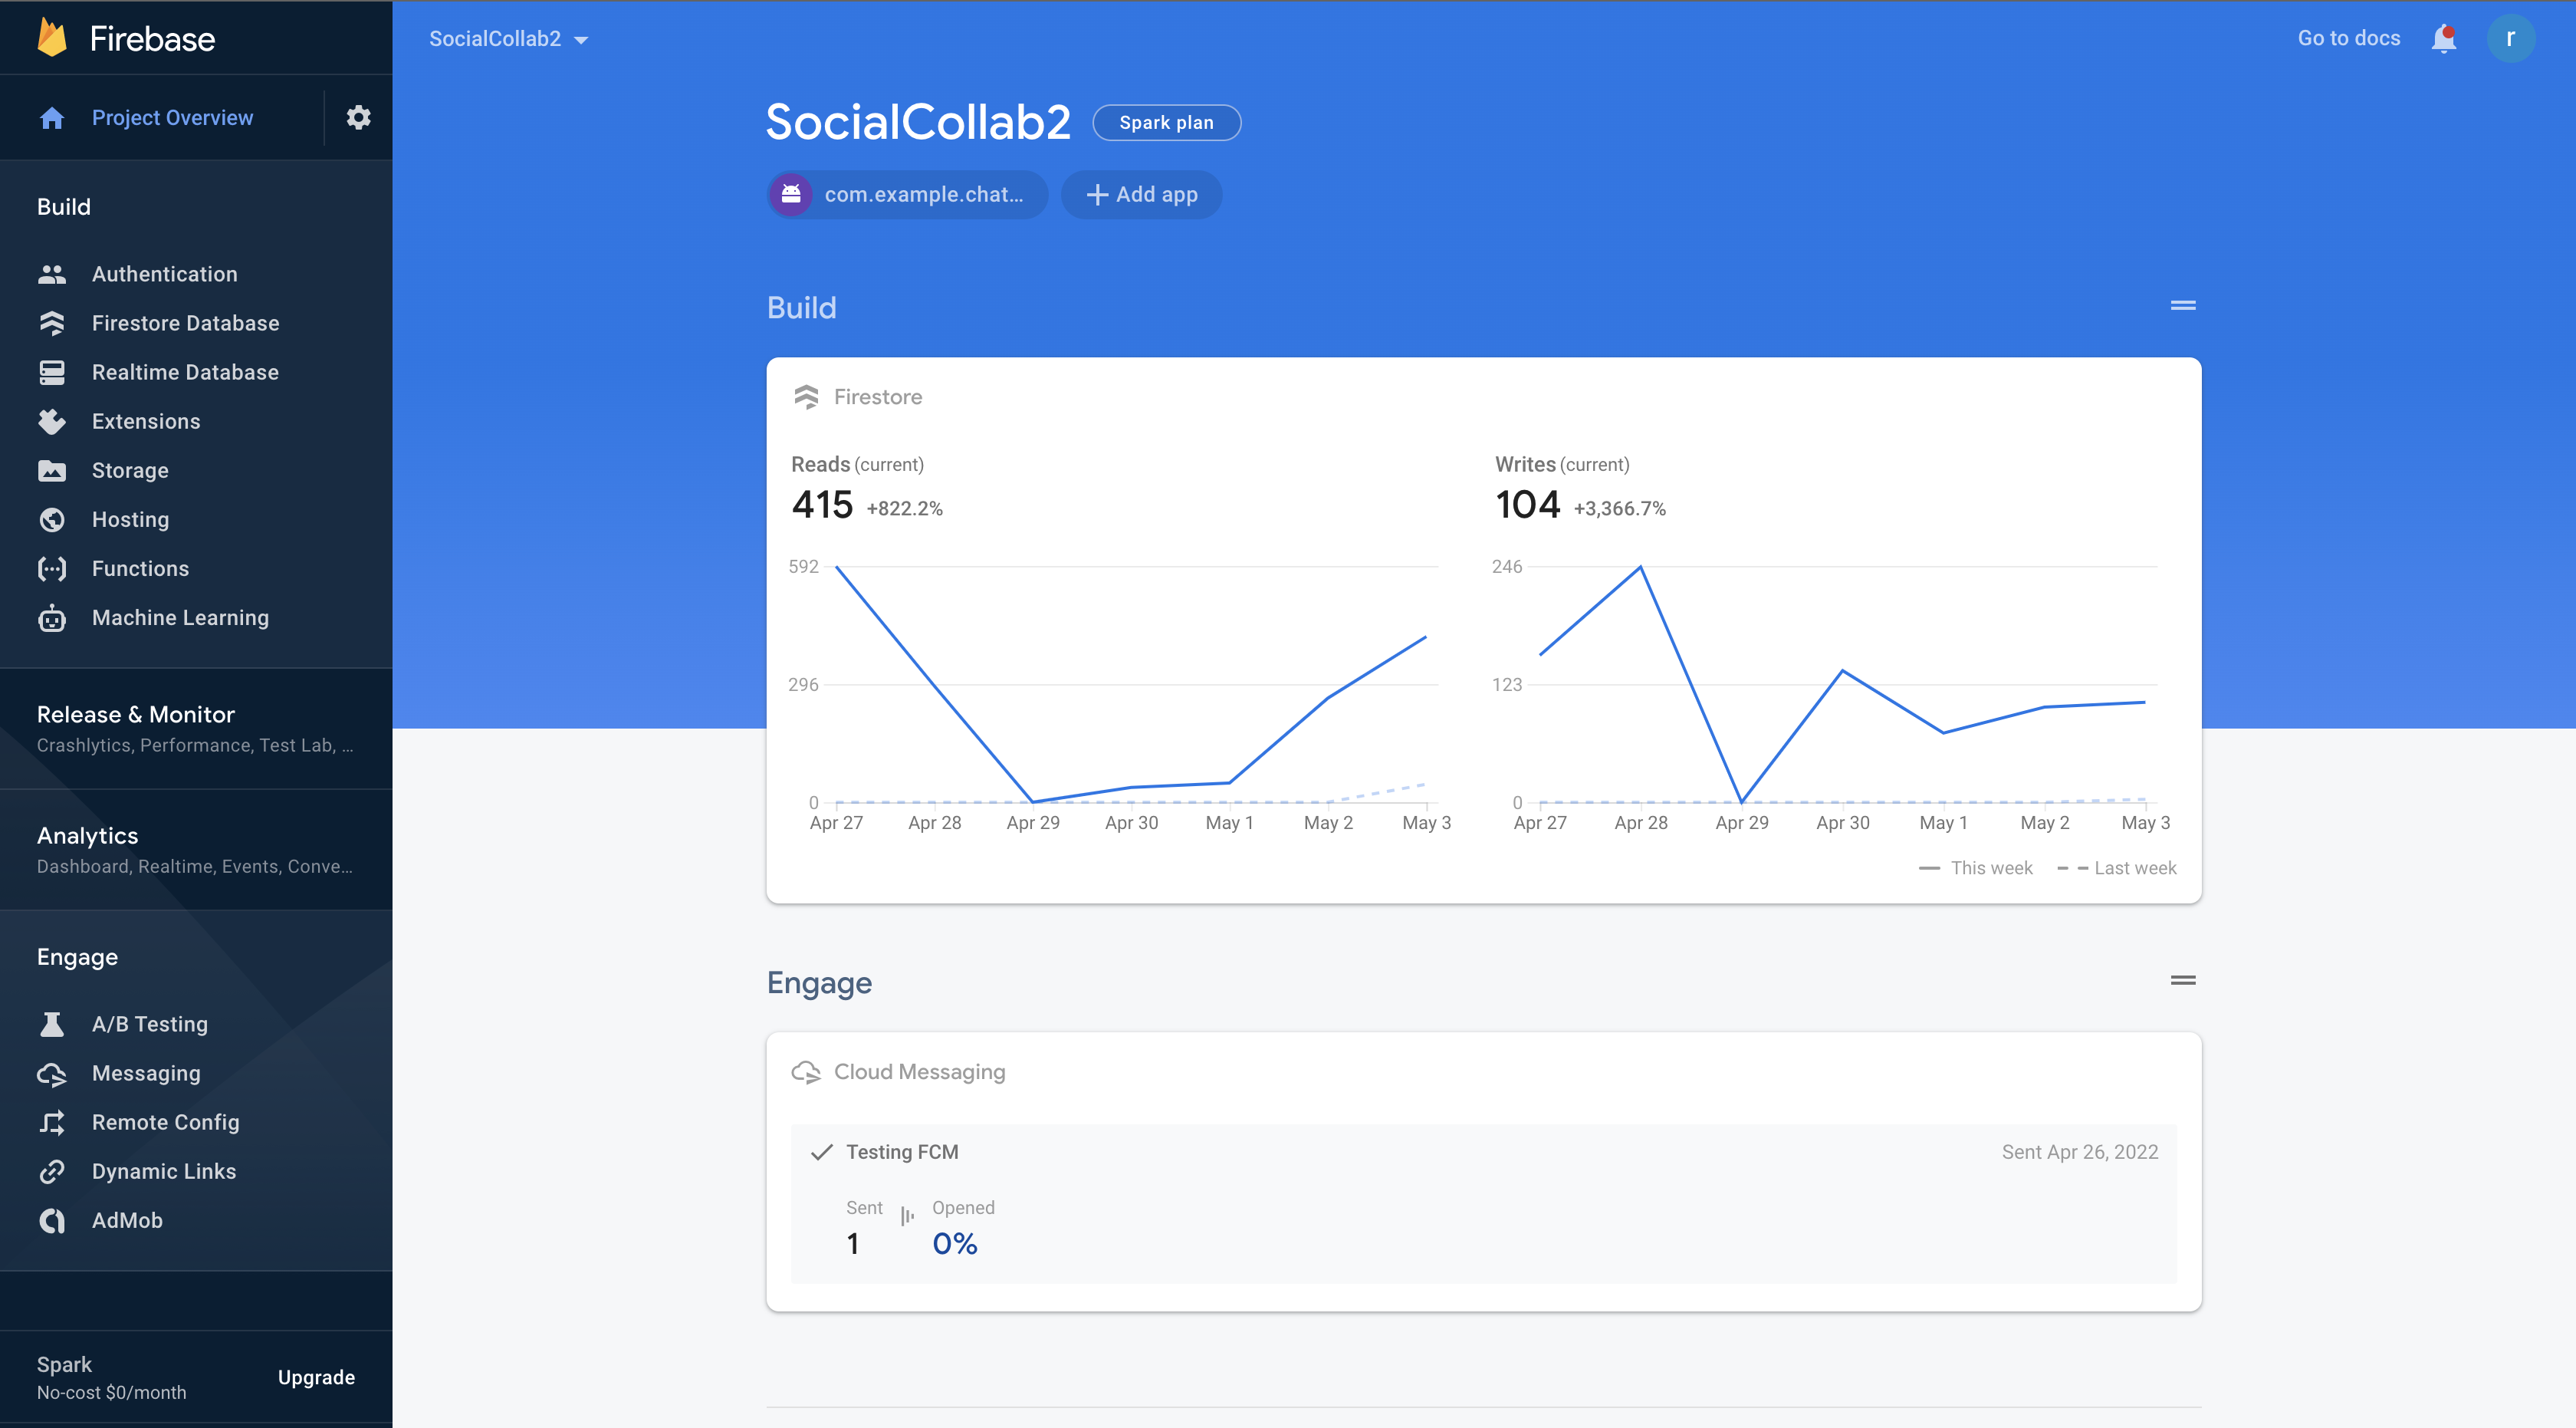 Firebase
Project Overview
Build
Authentication
Firestore Database
Realtime Database
Extensions
Storage
Hosting
Functions
Machine Learning
Release & Monitor
Crashlytics, Performance, Test Lab, ...
Analytics
Dashboard, Realtime, Events, Conve...
Engage
A/B Testing
Messaging
Remote Config
Dynamic Links
AdMob
Spark
No-cost $0/month
Upgrade
SocialCollab2
Go to docs
r
SocialCollab2 Spark plan
com.example.chat... Add app
Build
Firestore
Reads (current)
415 +822.2%
592
296
0
Apr 27 Apr 28 Apr 29 Apr 30 May 1 May 2 May 3
Writes (current)
104 +3,366.7%
246
123
0
Apr 27 Apr 28 Apr 29 Apr 30 May 1 May 2 May 3
This week Last week
Engage
Cloud Messaging
Testing FCM Sent Apr 26, 2022
Sent Opened
1 0%